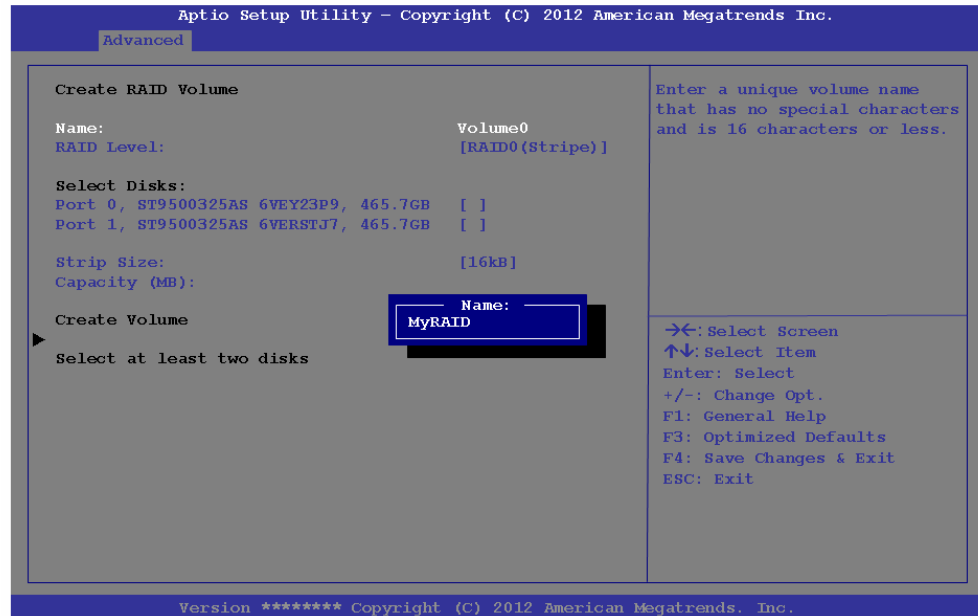 Aptio Setup Utility – Copyright (C) 2012 American Megatrends Inc.
Advanced
Create RAID Volume
Name: Volume0
RAID Level: [RAID0(Stripe)]
Select Disks:
Port 0, ST9500325AS 6VEY23P9, 465.7GB [ ]
Port 1, ST9500325AS 6VERSTJ7, 465.7GB [ ]
Strip Size: [16kB]
Capacity (MB):
Create Volume
Select at least two disks
Name:
MyRAID
Enter a unique volume name
that has no special characters
and is 16 characters or less.
→←: Select Screen
↑↓: Select Item
Enter: Select
+/-: Change Opt.
F1: General Help
F3: Optimized Defaults
F4: Save Changes & Exit
ESC: Exit
Version ******** Copyright (C) 2012 American Megatrends. Inc.